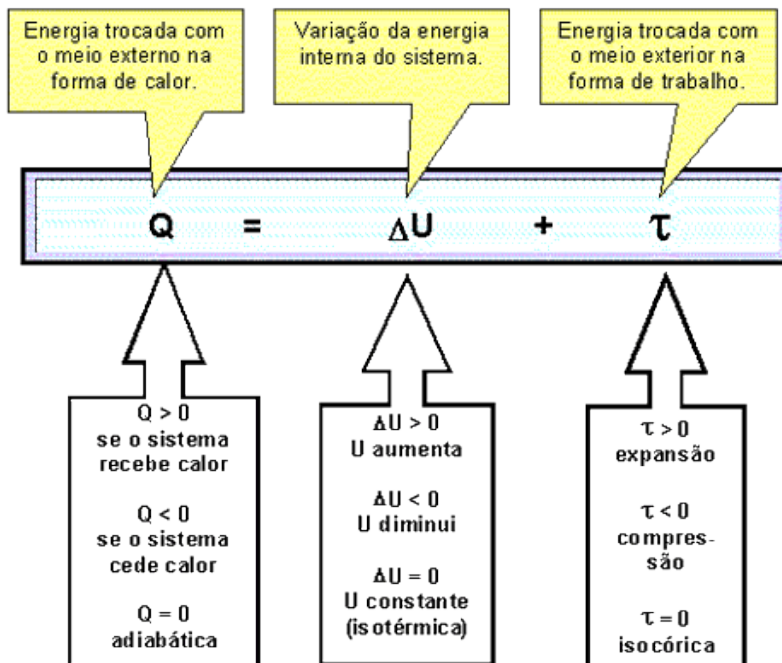 Energia trocada com
o meio externo na
forma de calor.
Variação da energia
interna do sistema.
Energia trocada com
o meio exterior na
forma de trabalho.
Q = ΔU + τ
Q > 0
se o sistema
recebe calor
Q < 0
se o sistema
cede calor
Q = 0
adiabática
ΔU > 0
U aumenta
ΔU < 0
U diminui
ΔU = 0
U constante
(isotérmica)
τ > 0
expansão
τ < 0
compres-
são
τ = 0
isocórica